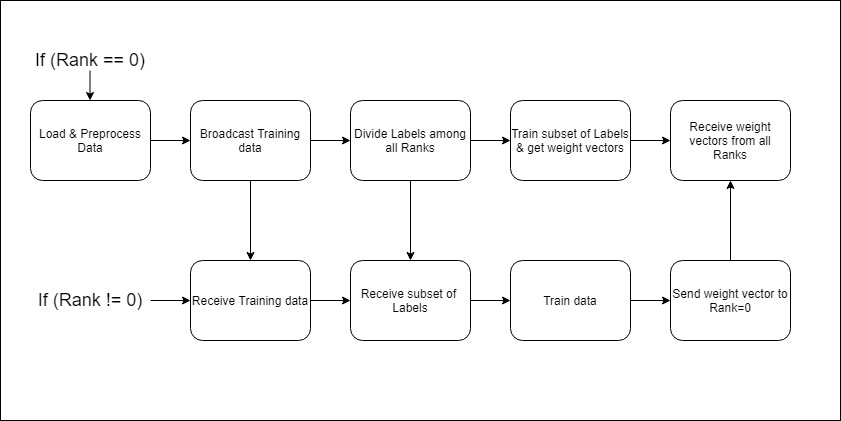 If (Rank == 0)
Load & Preprocess
Data
Broadcast Training
data
Divide Labels among
all Ranks
Train subset of Labels
& get weight vectors
Receive weight
vectors from all
Ranks
If (Rank != 0)
Receive Training data
Receive subset of
Labels
Train data
Send weight vector to
Rank=0